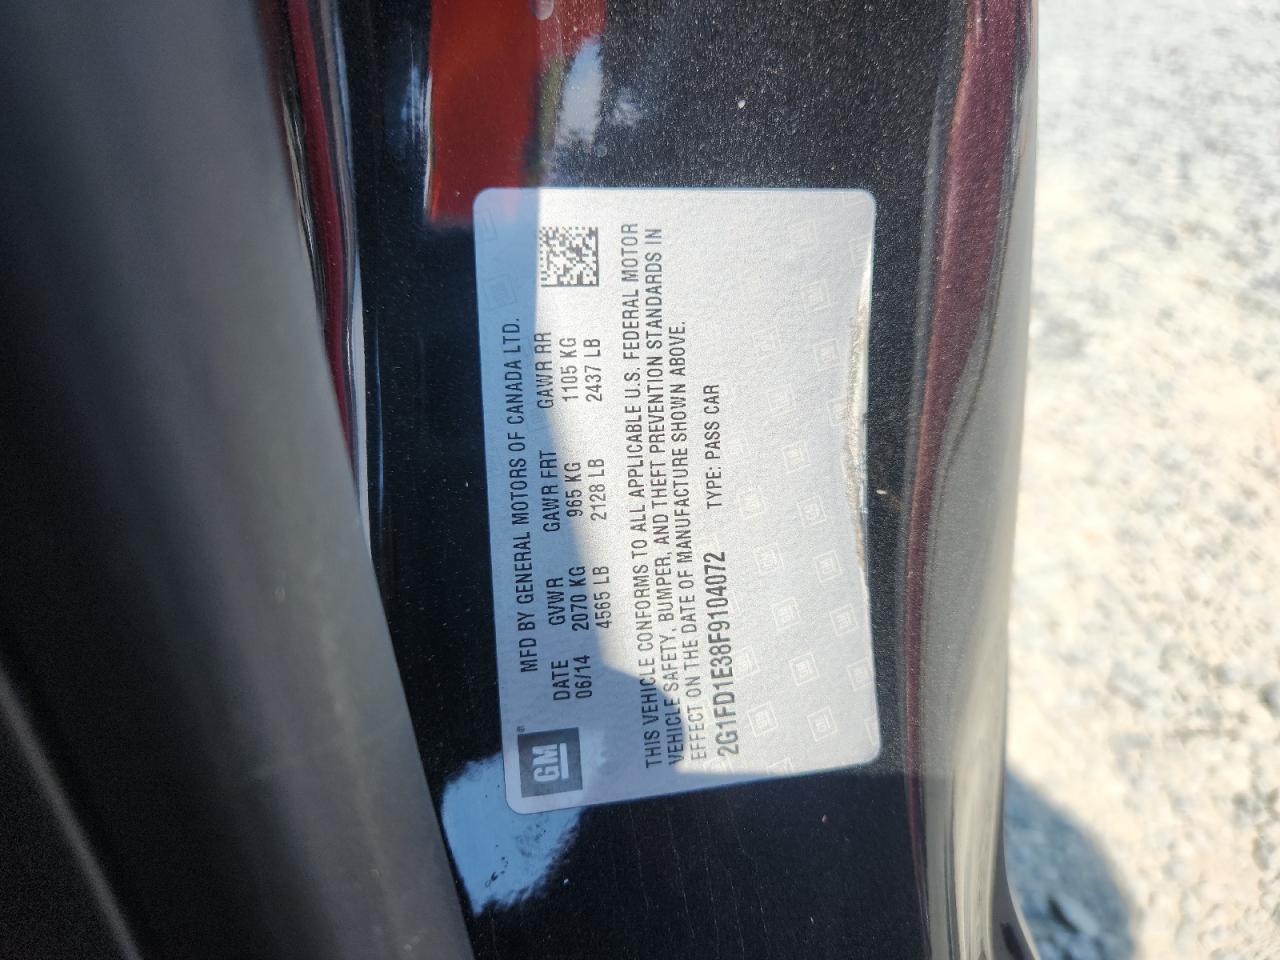 MFD BY GENERAL MOTORS OF CANADA LTD.
DATE GVWR GAWR FRT GAWR RR
06/14 2070 KG 965 KG 1105 KG
4565 LB 2128 LB 2437 LB
GM®
THIS VEHICLE CONFORMS TO ALL APPLICABLE U.S. FEDERAL MOTOR
VEHICLE SAFETY, BUMPER, AND THEFT PREVENTION STANDARDS IN
EFFECT ON THE DATE OF MANUFACTURE SHOWN ABOVE.
2G1FD1E38F9104072 TYPE: PASS CAR